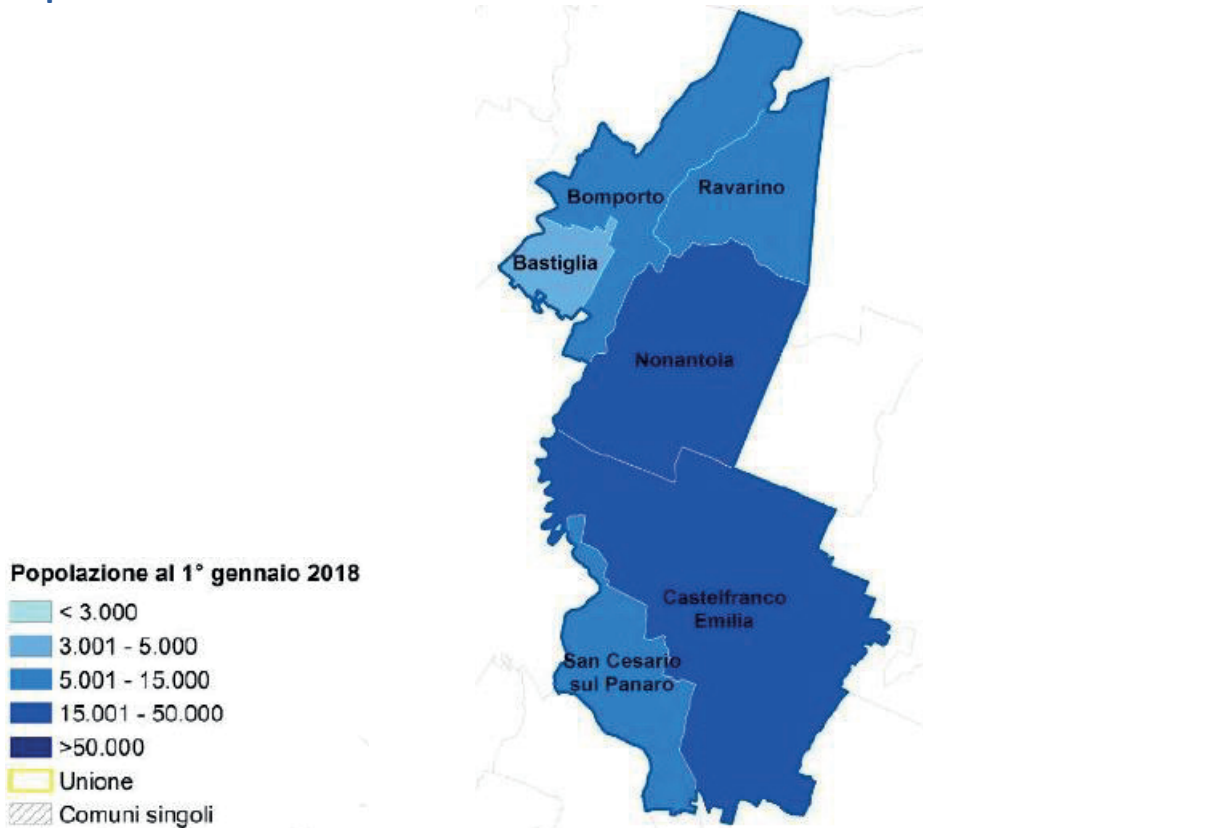 Bomporto
Ravarino
Bastiglia
Nonantola
Castelfranco
Emilia
San Cesario
sul Panaro
Popolazione al 1° gennaio 2018
< 3.000
3.001 - 5.000
5.001 - 15.000
15.001 - 50.000
>50.000
Unione
Comuni singoli